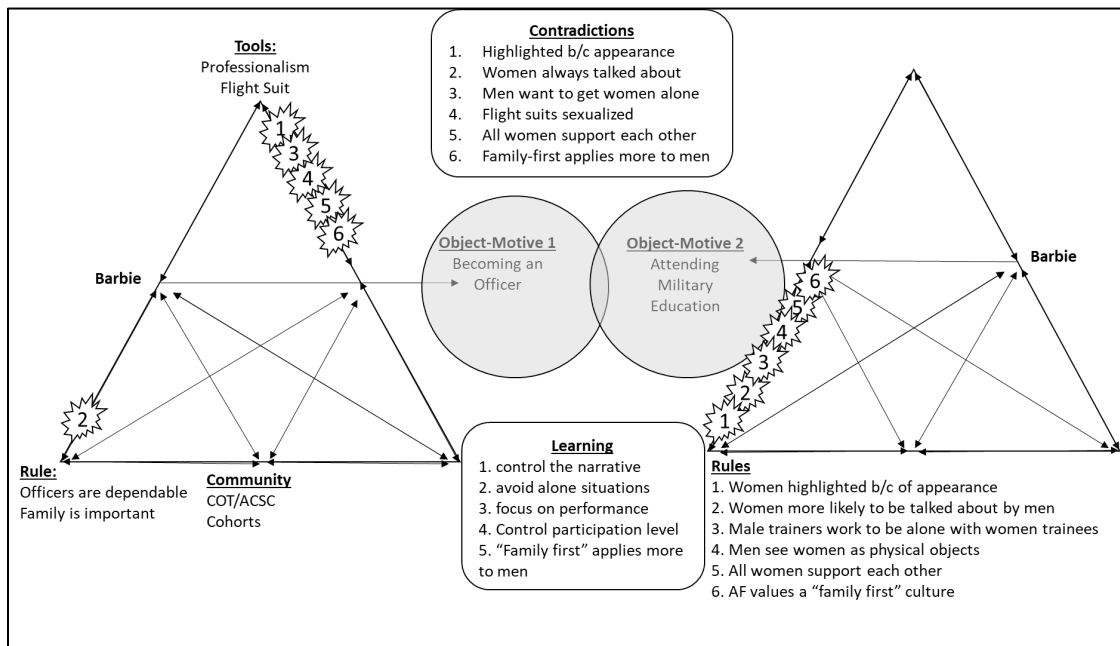 Tools:
Professionalism
Flight Suit
1
3
4
5
6
Barbie
2
Rule:
Officers are dependable
Family is important
Community
COT/ACSC
Cohorts
Contradictions
1. Highlighted b/c appearance
2. Women always talked about
3. Men want to get women alone
4. Flight suits sexualized
5. All women support each other
6. Family-first applies more to men
Object-Motive 1
Becoming an
Officer
Object-Motive 2
Attending
Military
Education
Learning
1. control the narrative
2. avoid alone situations
3. focus on performance
4. Control participation level
5. “Family first” applies more
to men
Barbie
6
5
4
3
2
1
Rules
1. Women highlighted b/c of appearance
2. Women more likely to be talked about by men
3. Male trainers work to be alone with women trainees
4. Men see women as physical objects
5. All women support each other
6. AF values a “family first” culture